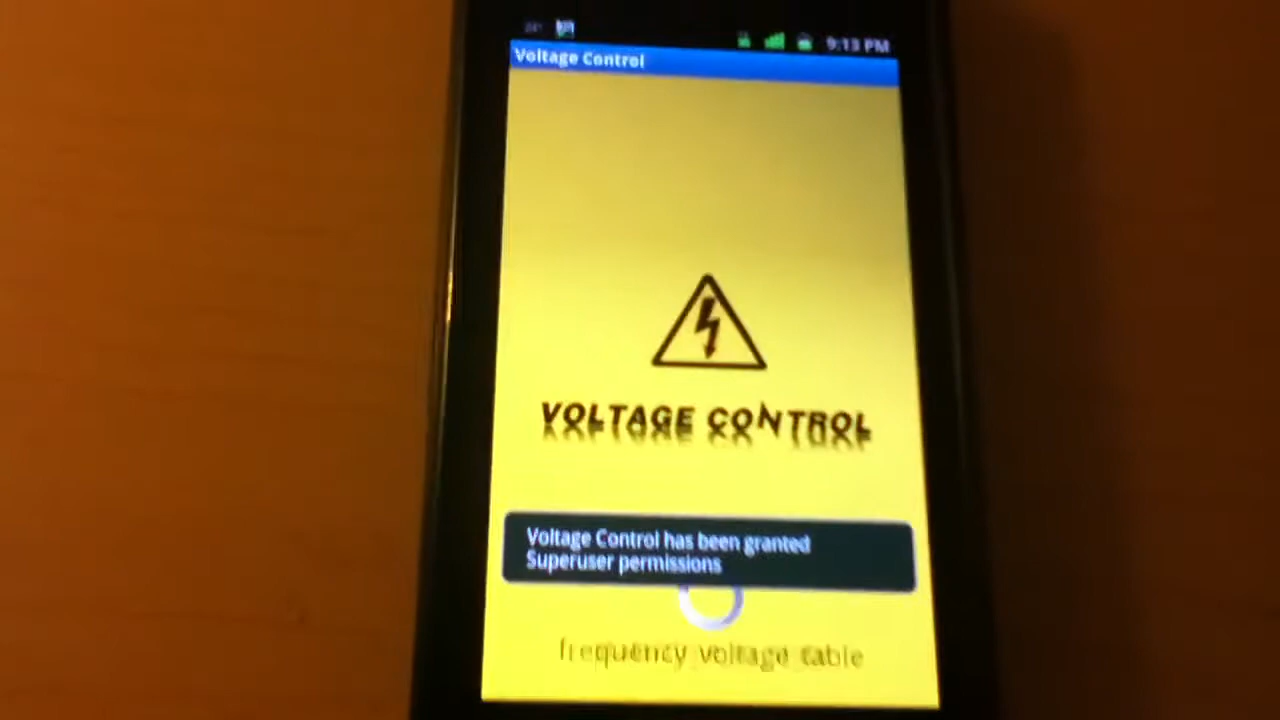 9:13 PM
Voltage Control
VOLTAGE CONTROL
Voltage Control has been granted
Superuser permissions
frequency voltage table